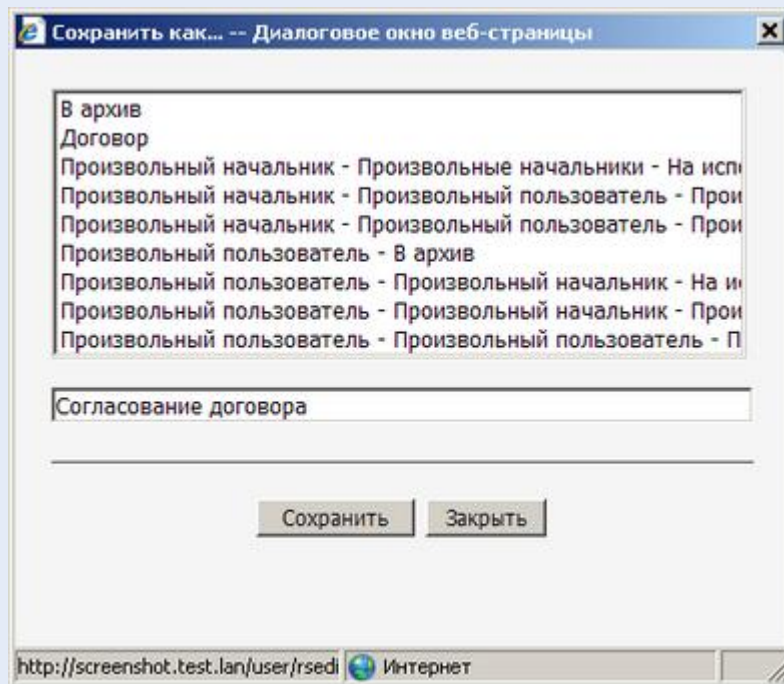 Сохранить как... -- Диалоговое окно веб-страницы
В архив
Договор
Произвольный начальник - Произвольные начальники - На исп
Произвольный начальник - Произвольный пользователь - Прои
Произвольный начальник - Произвольный пользователь - Прои
Произвольный пользователь - В архив
Произвольный пользователь - Произвольный начальник - На и
Произвольный пользователь - Произвольный начальник - Прои
Произвольный пользователь - Произвольный пользователь - П
Согласование договора
Сохранить Закрыть
http://screenshot.test.lan/user/rsedi Интернет